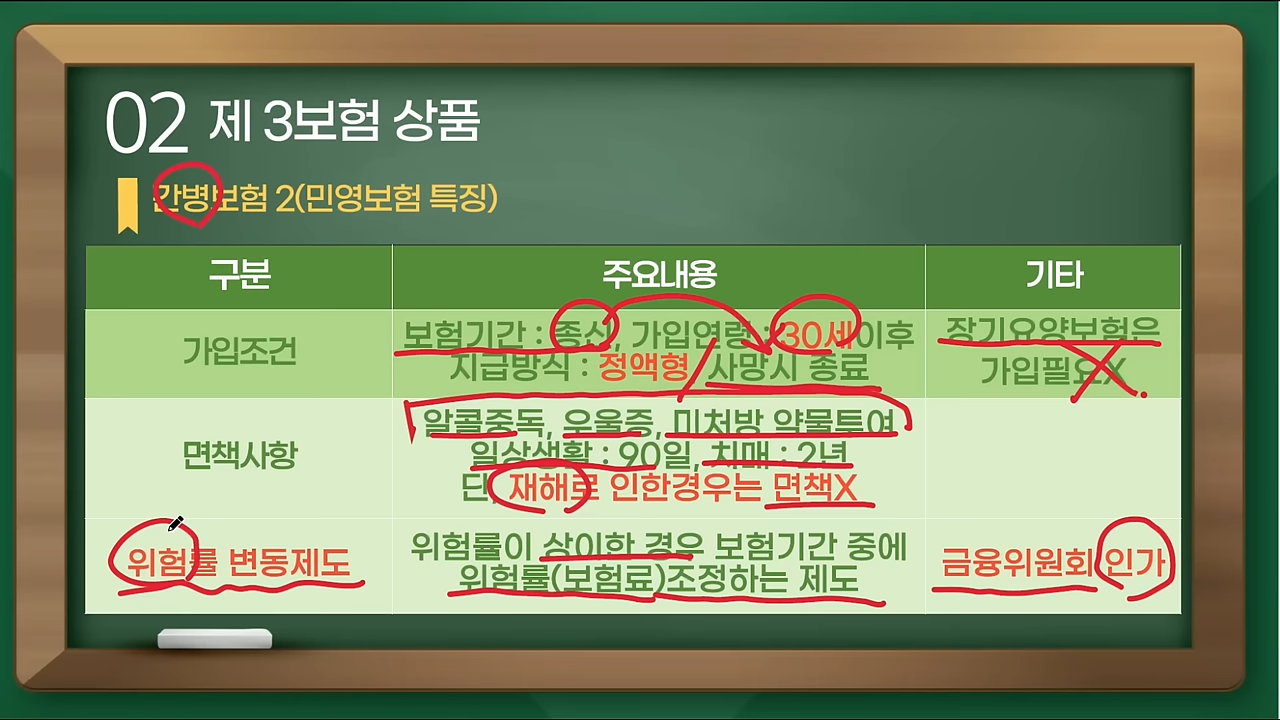 02 제 3보험 상품
간병보험 2(민영보험 특징)
구분
주요내용
기타
가입조건
보험기간 : 종신, 가입연령 : 30세이후
지급방식 : 정액형, 사망시 종료
장기요양보험은
가입필요X
면책사항
알콜중독, 우울증, 미처방 약물투여
일상생활 : 90일, 치매 : 2년
단, 재해로 인한경우는 면책X
위험률 변동제도
위험률이 상이한 경우 보험기간 중에
위험률(보험료)조정하는 제도
금융위원회 인가